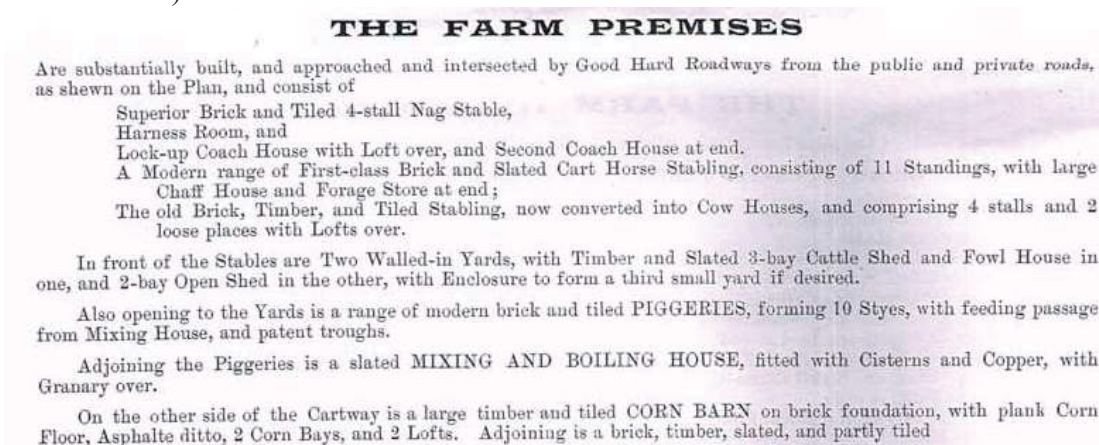 THE FARM PREMISES
Are substantially built, and approached and intersected by Good Hard Roadways from the public and private roads,
as shewn on the Plan, and consist of
Superior Brick and Tiled 4-stall Nag Stable,
Harness Room, and
Lock-up Coach House with Loft over, and Second Coach House at end.
A Modern range of First-class Brick and Slated Cart Horse Stabling, consisting of 11 Standings, with large
Chaff House and Forage Store at end;
The old Brick, Timber, and Tiled Stabling, now converted into Cow Houses, and comprising 4 stalls and 2
loose places with Lofts over.
In front of the Stables are Two Walled-in Yards, with Timber and Slated 3-bay Cattle Shed and Fowl House in
one, and 2-bay Open Shed in the other, with Enclosure to form a third small yard if desired.
Also opening to the Yards is a range of modern brick and tiled PIGGERIES, forming 10 Styes, with feeding passage
from Mixing House, and patent troughs.
Adjoining the Piggeries is a slated MIXING AND BOILING HOUSE, fitted with Cisterns and Copper, with
Granary over.
On the other side of the Cartway is a large timber and tiled CORN BARN on brick foundation, with plank Corn
Floor, Asphalte ditto, 2 Corn Bays, and 2 Lofts. Adjoining is a brick, timber, slated, and partly tiled